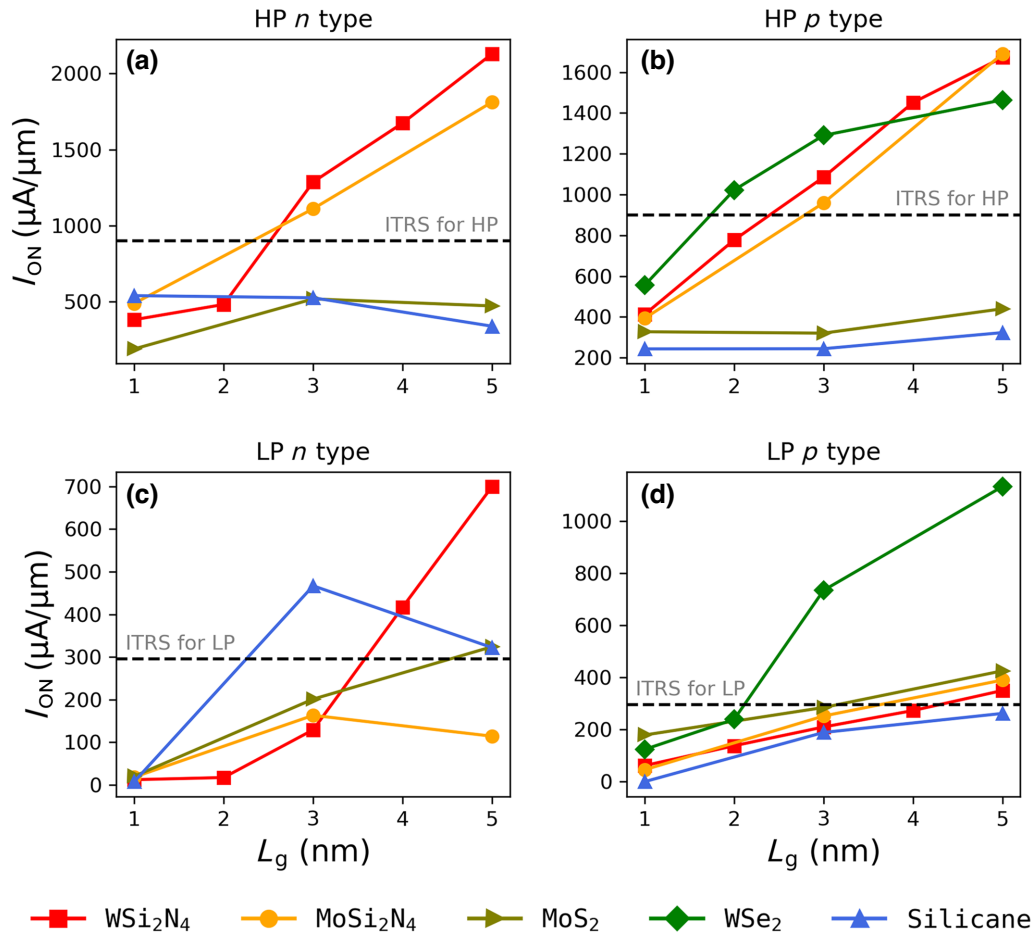 HP n type
(a)
2000
1500
1000
500
I_ON (μA/μm)
ITRS for HP
1 2 3 4 5
HP p type
(b)
1600
1400
1200
1000
800
600
400
200
ITRS for HP
1 2 3 4 5
LP n type
(c)
700
600
500
400
300
200
100
0
I_ON (μA/μm)
ITRS for LP
1 2 3 4 5
L_g (nm)
LP p type
(d)
1000
800
600
400
200
0
ITRS for LP
1 2 3 4 5
L_g (nm)
WSi₂N₄ MoSi₂N₄ MoS₂ WSe₂ Silicane